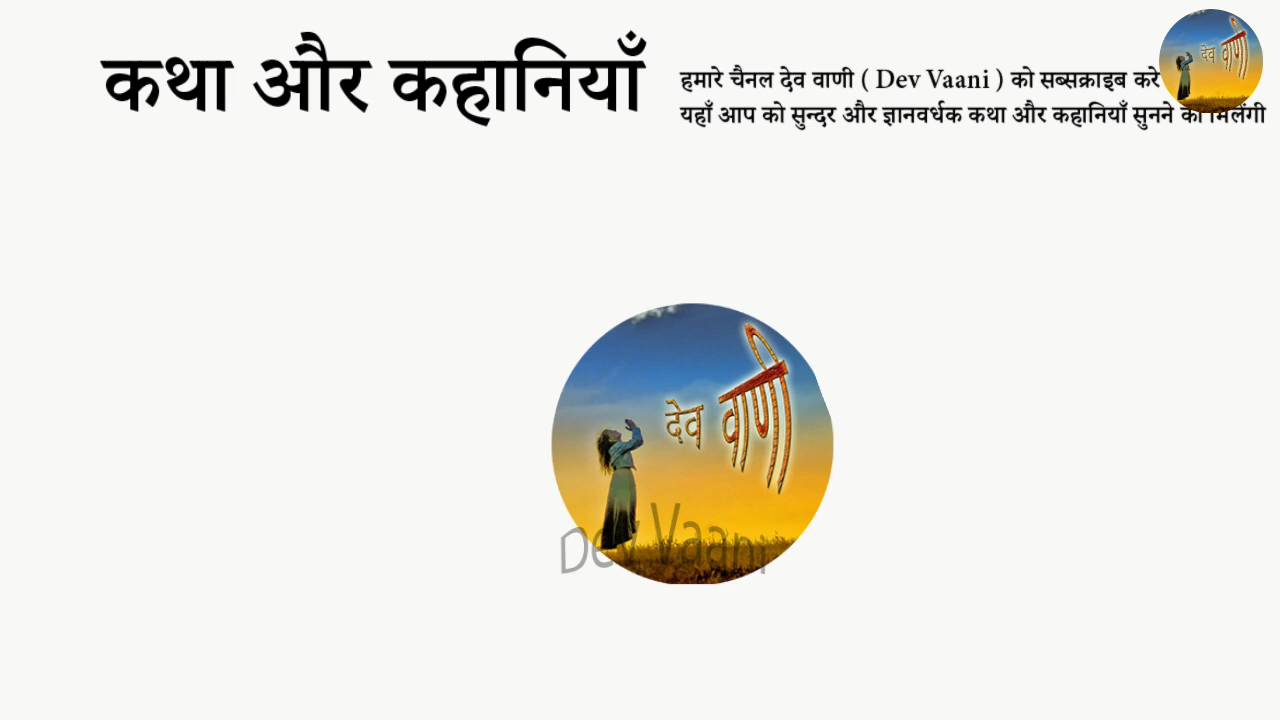 कथा और कहानियाँ
हमारे चैनल देव वाणी ( Dev Vaani ) को सब्सक्राइब करे
यहाँ आप को सुन्दर और ज्ञानवर्धक कथा और कहानियाँ सुनने को मिलेंगी
देव वाणी
देव वाणी
Dev Vaani